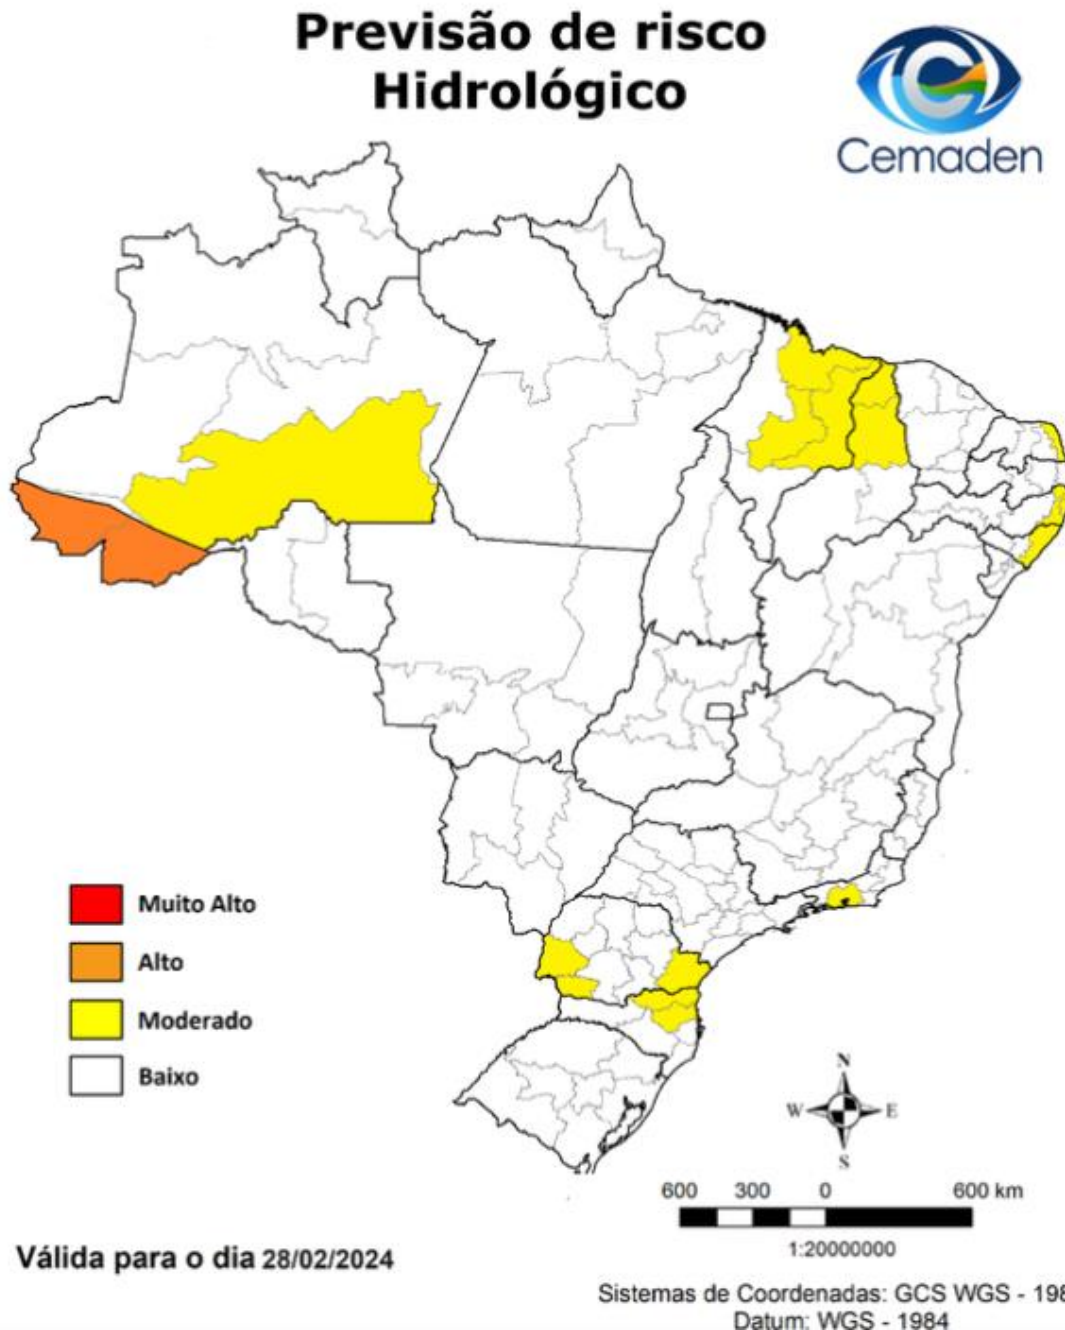 Previsão de risco
Hidrológico
Cemaden
Muito Alto
Alto
Moderado
Baixo
N
W
E
S
600 300 0 600 km
1:20000000
Válida para o dia 28/02/2024
Sistemas de Coordenadas: GCS WGS - 198
Datum: WGS - 1984